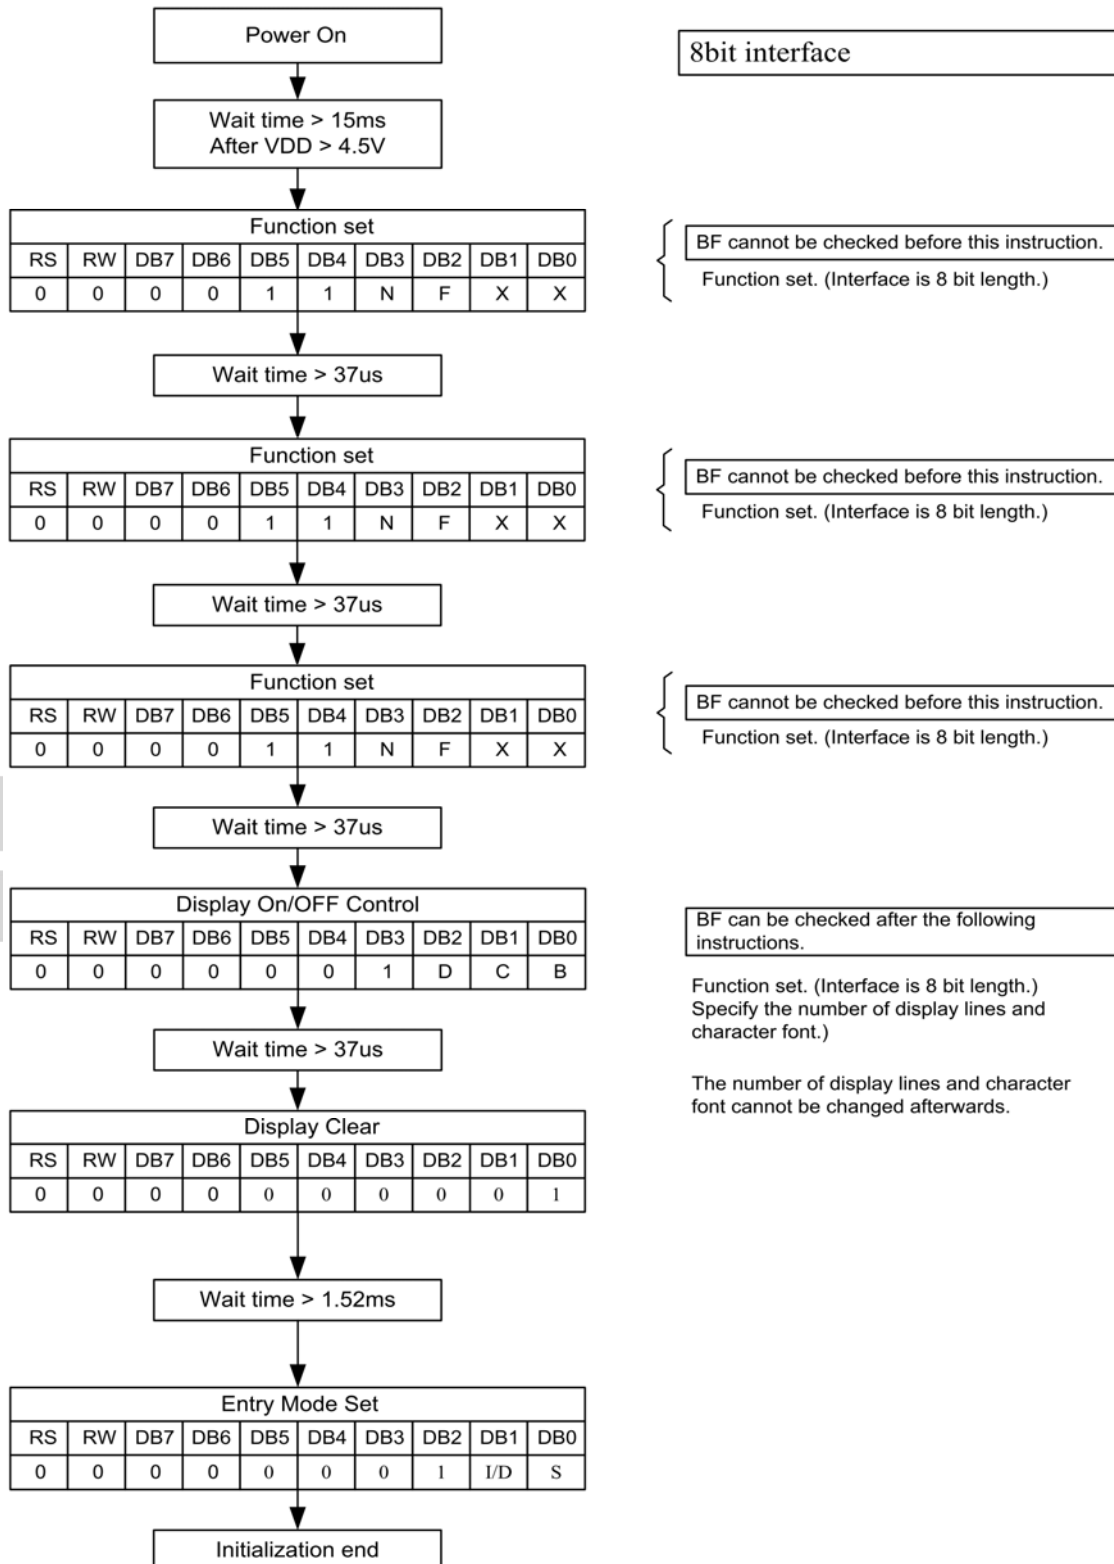 Power On
8bit interface
Wait time > 15ms
After VDD > 4.5V
Function set
RS RW DB7 DB6 DB5 DB4 DB3 DB2 DB1 DB0
0 0 0 0 1 1 N F X X
BF cannot be checked before this instruction.
Function set. (Interface is 8 bit length.)
Wait time > 37us
Function set
RS RW DB7 DB6 DB5 DB4 DB3 DB2 DB1 DB0
0 0 0 0 1 1 N F X X
BF cannot be checked before this instruction.
Function set. (Interface is 8 bit length.)
Wait time > 37us
Function set
RS RW DB7 DB6 DB5 DB4 DB3 DB2 DB1 DB0
0 0 0 0 1 1 N F X X
BF cannot be checked before this instruction.
Function set. (Interface is 8 bit length.)
Wait time > 37us
Display On/OFF Control
RS RW DB7 DB6 DB5 DB4 DB3 DB2 DB1 DB0
0 0 0 0 0 0 1 D C B
BF can be checked after the following
instructions.
Function set. (Interface is 8 bit length.)
Specify the number of display lines and
character font.)
The number of display lines and character
font cannot be changed afterwards.
Wait time > 37us
Display Clear
RS RW DB7 DB6 DB5 DB4 DB3 DB2 DB1 DB0
0 0 0 0 0 0 0 0 0 1
Wait time > 1.52ms
Entry Mode Set
RS RW DB7 DB6 DB5 DB4 DB3 DB2 DB1 DB0
0 0 0 0 0 0 0 1 I/D S
Initialization end